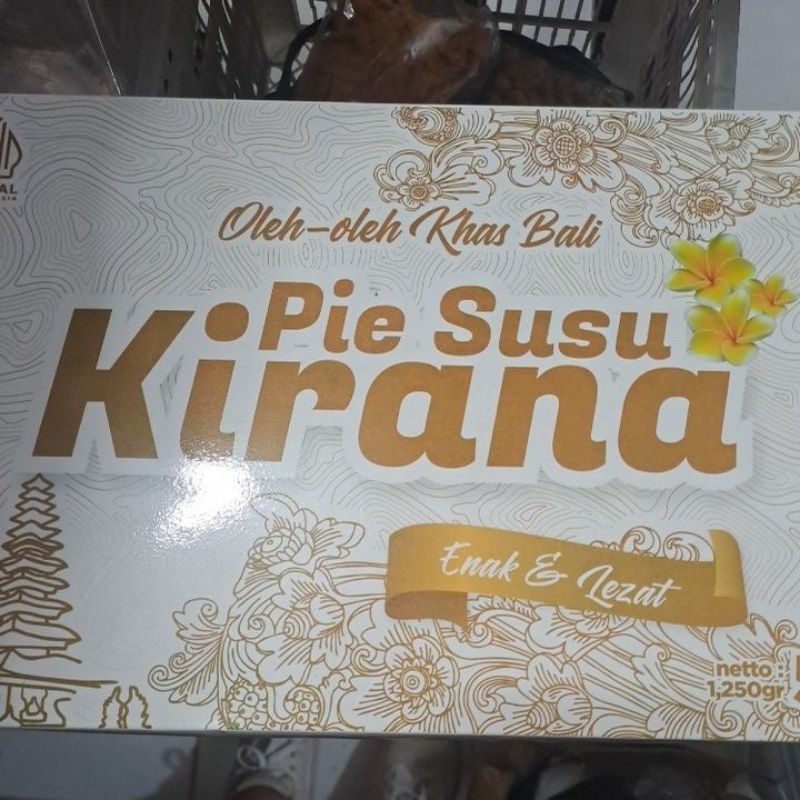 Oleh-oleh Khas Bali
Pie Susu
Kirana
Enak & Lezat
netto :
1,250gr